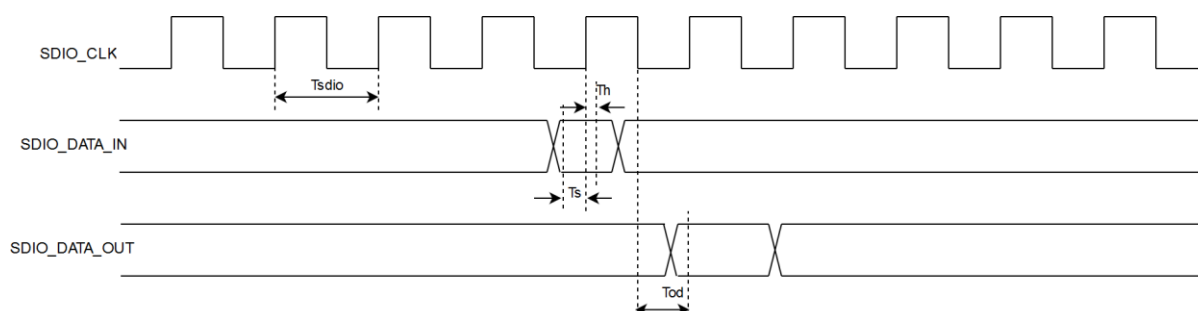 SDIO_CLK
Tsdio
Th
SDIO_DATA_IN
Ts
SDIO_DATA_OUT
Tod